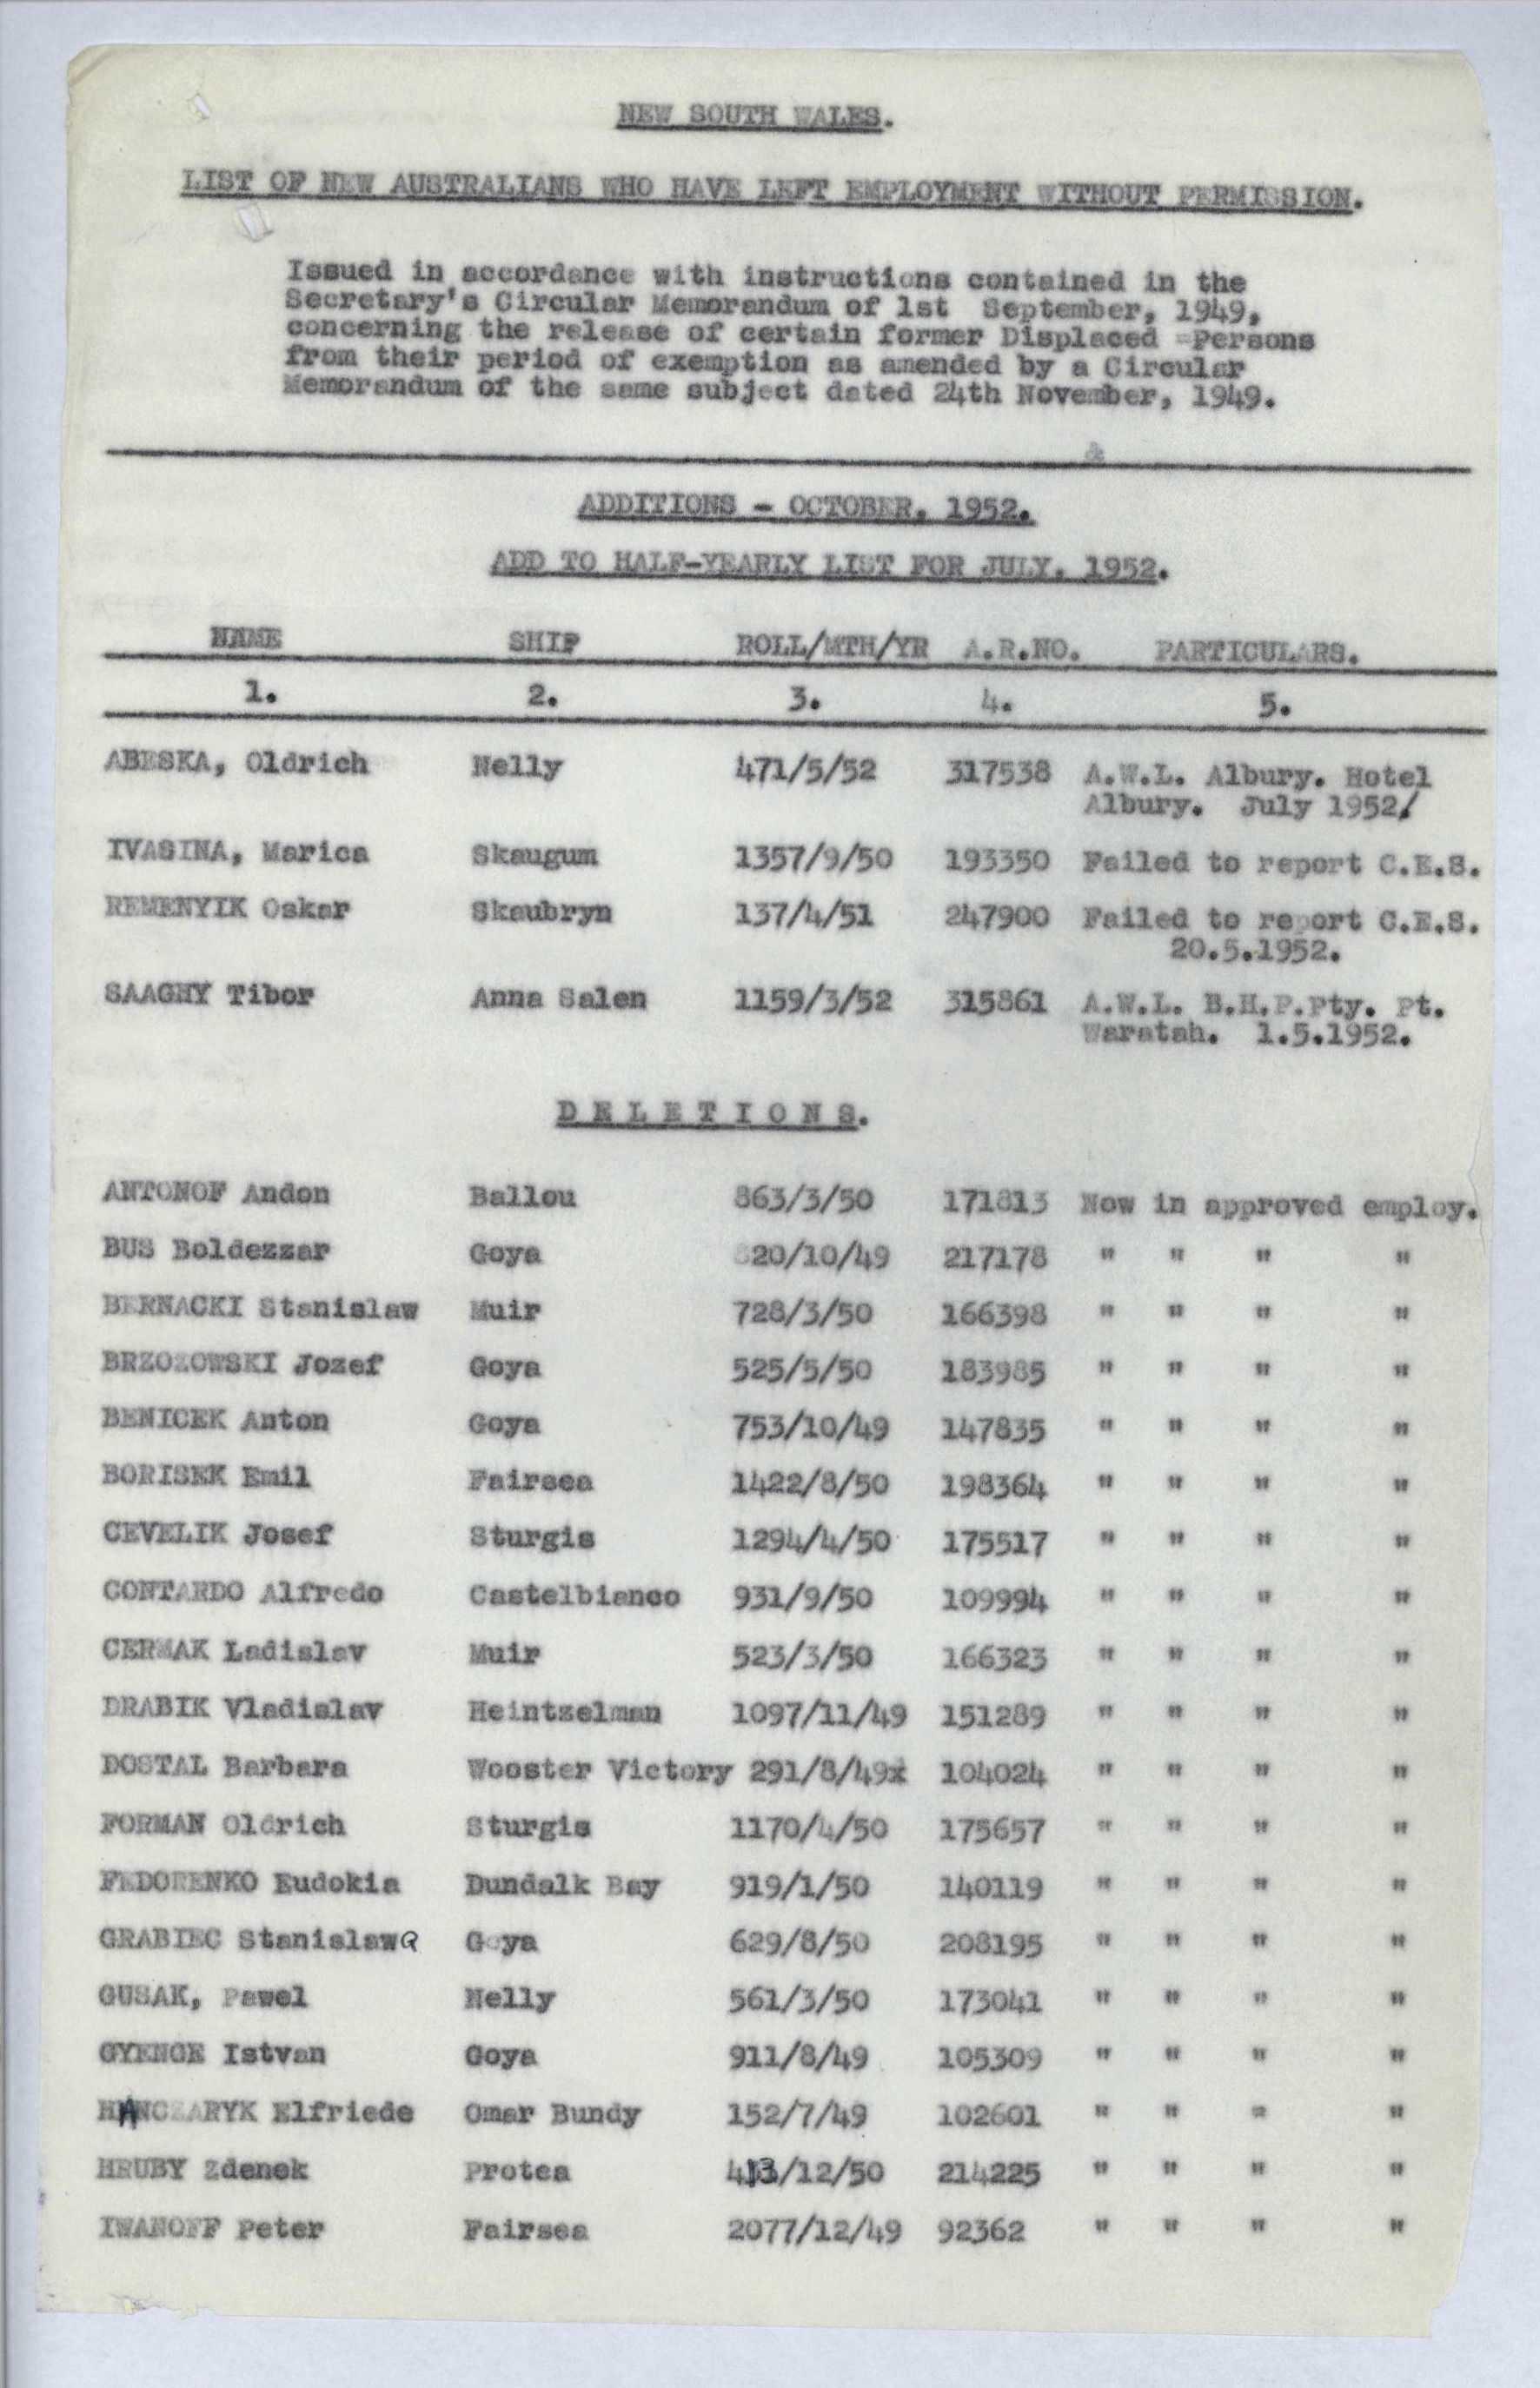 NEW SOUTH WALES.
LIST OF NEW AUSTRALIANS WHO HAVE LEFT EMPLOYMENT WITHOUT PERMISSION.
Issued in accordance with instructions contained in the
Secretary's Circular Memorandum of 1st September, 1949,
concerning the release of certain former Displaced Persons
from their period of exemption as amended by a Circular
Memorandum of the same subject dated 24th November, 1949.
ADDITIONS - OCTOBER, 1952.
ADD TO HALF-YEARLY LIST FOR JULY, 1952.
NAME SHIP ROLL/MTH/YR A.R.NO. PARTICULARS.
1. 2. 3. 4. 5.
ABESKA, Oldrich Nelly 471/5/52 317538 A.W.L. Albury. Hotel
Albury. July 1952/
IVASINA, Marica Skaugum 1357/9/50 193350 Failed to report C.E.S.
REMENYIK Oskar Skaubryn 137/4/51 247900 Failed to report C.E.S.
20.5.1952.
SAAGHY Tibor Anna Salen 1159/3/52 315861 A.W.L. B.H.P.Pty. Pt.
Waratah. 1.5.1952.
DELETIONS.
ANTONOF Andon Ballou 863/3/50 171813 Now in approved employ.
BUS Boldezzar Goya 820/10/49 217178 " " " "
BERNACKI Stanislaw Muir 728/3/50 166398 " " " "
BRZOZOWSKI Jozef Goya 525/5/50 183985 " " " "
BENICEK Anton Goya 753/10/49 147835 " " " "
BORISEK Emil Fairsea 1422/8/50 198364 " " " "
CEVELIK Josef Sturgis 1294/4/50 175517 " " " "
CONTARDO Alfredo Castelbianco 931/9/50 109994 " " " "
CERMAK Ladislav Muir 523/3/50 166323 " " " "
DRABIK Vladislav Heintzelman 1097/11/49 151289 " " " "
DOSTAL Barbara Wooster Victory 291/8/49x 104024 " " " "
FORMAN Oldrich Sturgis 1170/4/50 175657 " " " "
FEDORENKO Eudokia Dundalk Bay 919/1/50 140119 " " " "
GRABIEC Stanislawa Goya 629/8/50 208195 " " " "
GUSAK, Pawel Nelly 561/3/50 173041 " " " "
GYENGE Istvan Goya 911/8/49 105309 " " " "
HANCZARYK Elfriede Omar Bundy 152/7/49 102601 " " " "
HRUBY Zdenek Protea 413/12/50 214225 " " " "
IWANOFF Peter Fairsea 2077/12/49 92362 " " " "